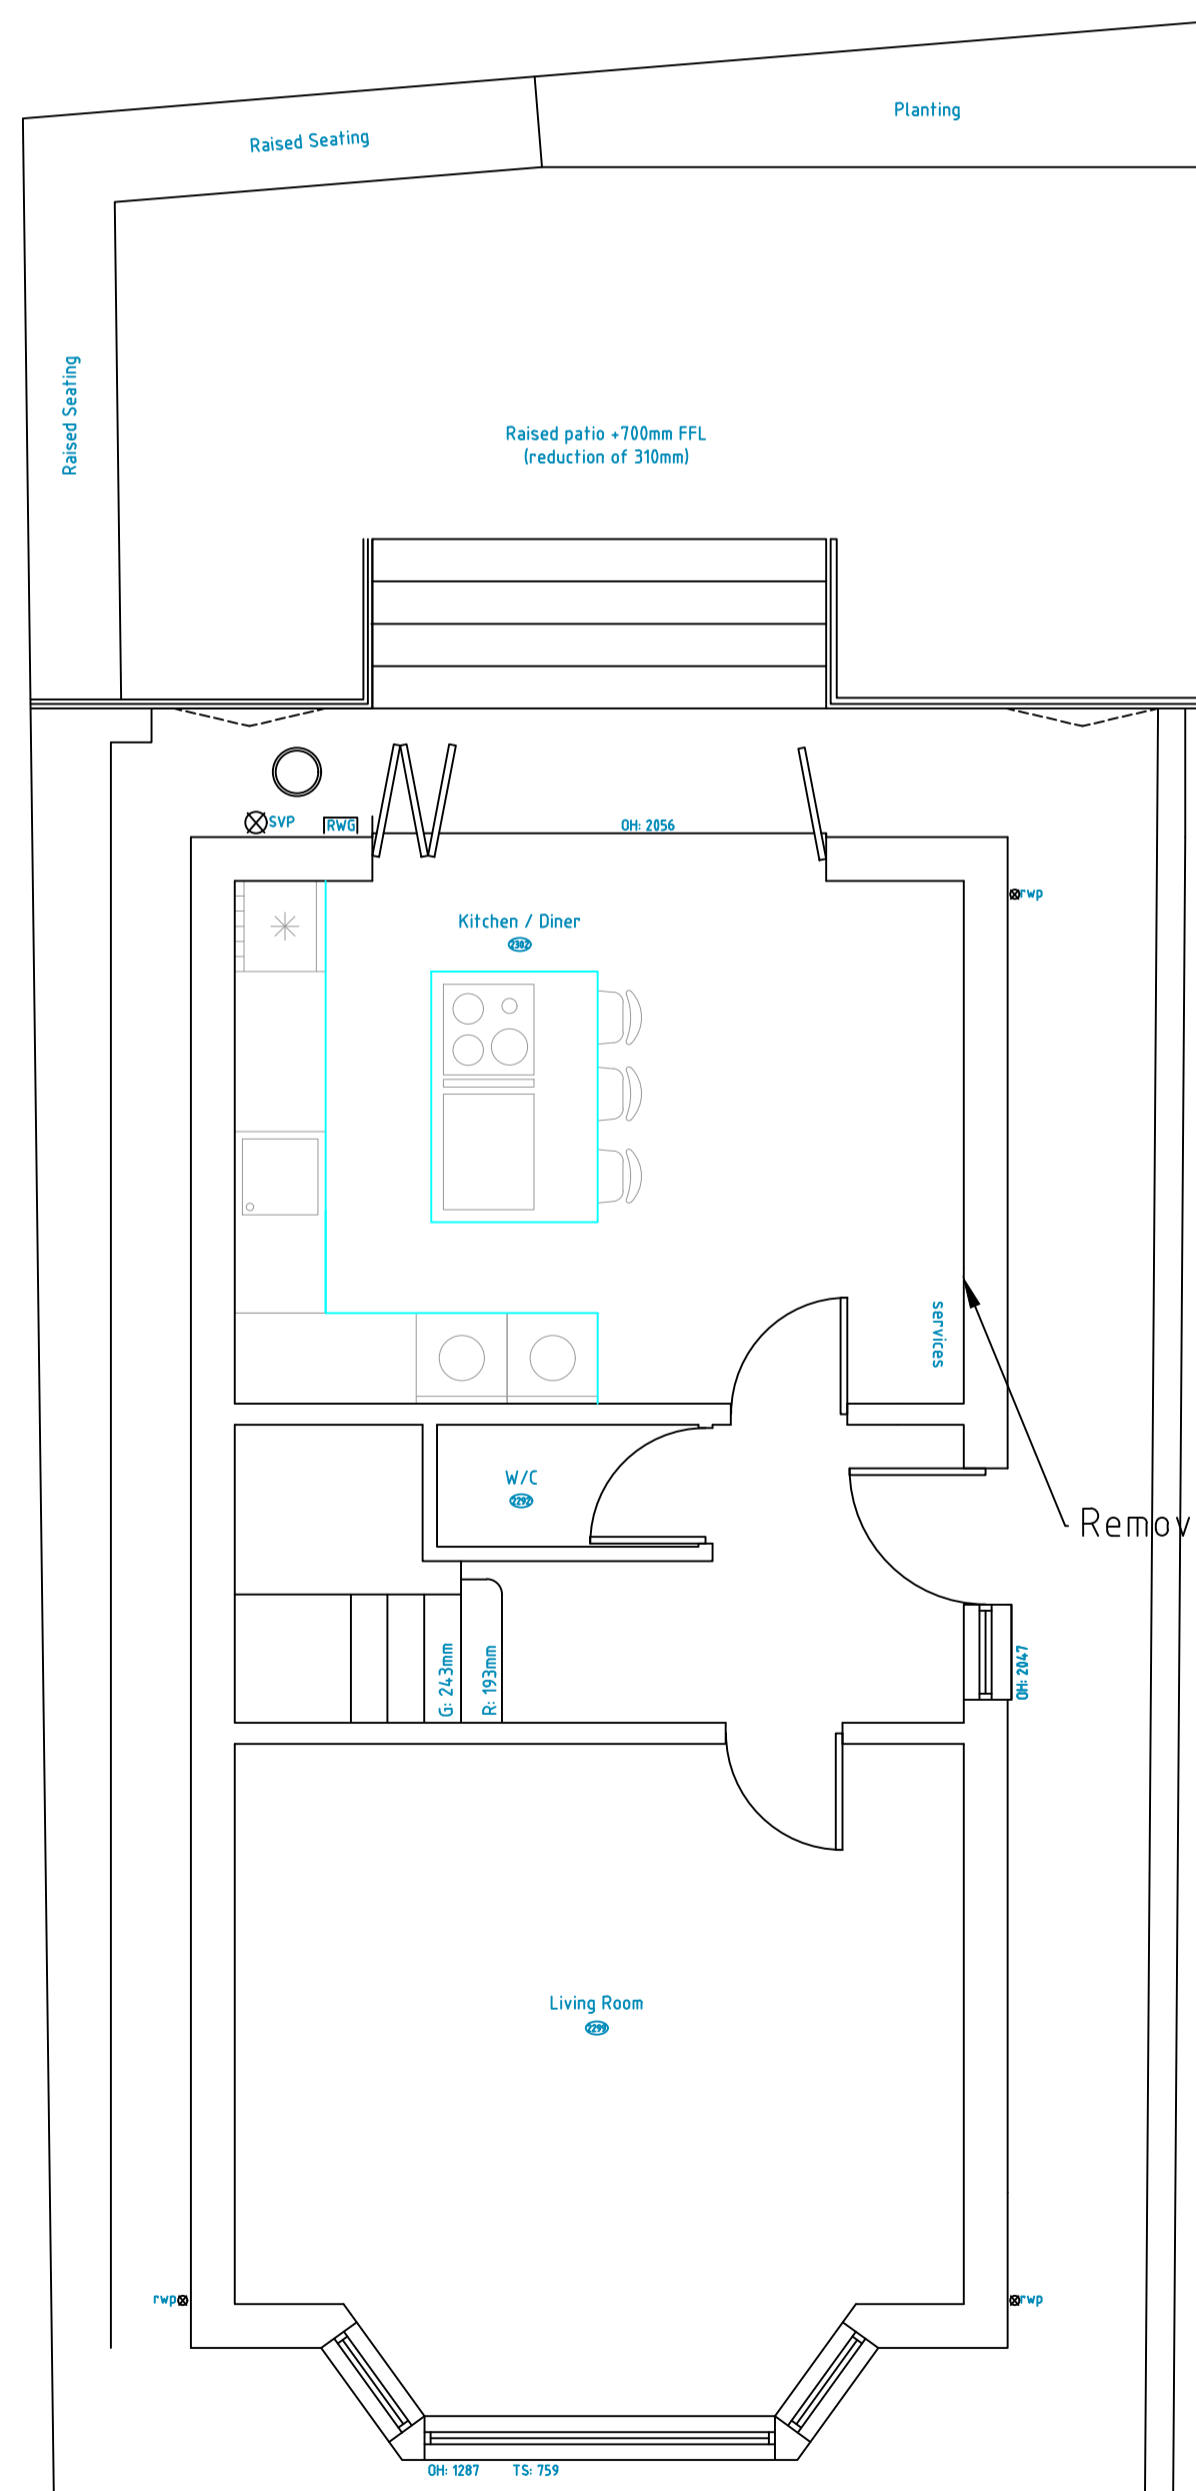 Planting
Raised Seating
Raised Seating
Raised patio +700mm FFL
(reduction of 310mm)
SVP
RWG
OH: 2056
rwp
Kitchen / Diner
2302
services
W/C
2292
Remov
G: 243mm
R: 193mm
OH: 2047
Living Room
2299
rwp
rwp
OH: 1287
TS: 759